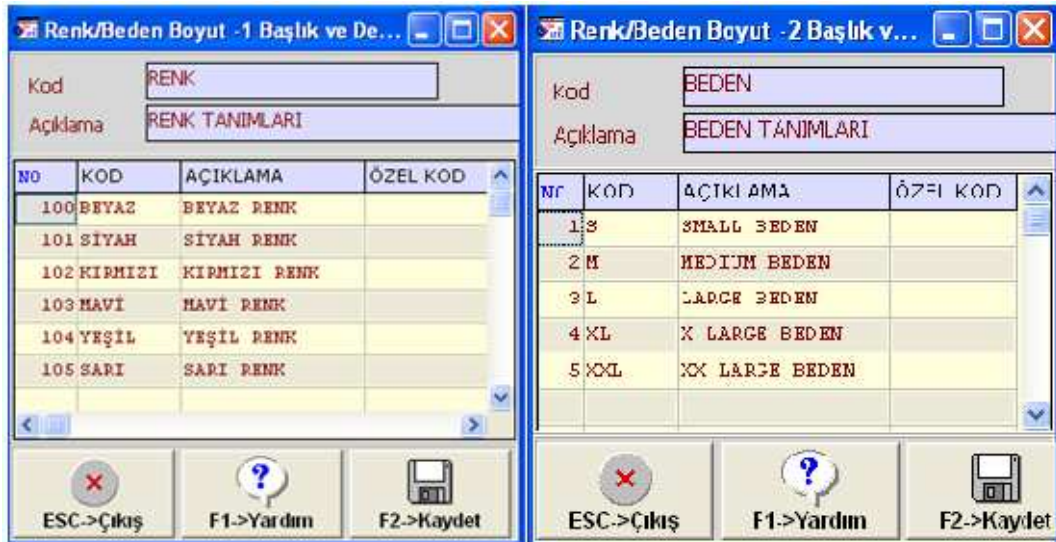 Renk/Beden Boyut -1 Başlık ve De...
Kod RENK
Açıklama RENK TANIMLARI
NO KOD AÇIKLAMA ÖZEL KOD
100 BEYAZ BEYAZ RENK
101 SİYAH SİYAH RENK
102 KIRMIZI KIRMIZI RENK
103 MAVİ MAVİ RENK
104 YEŞİL YEŞİL RENK
105 SARI SARI RENK
ESC->Çıkış F1->Yardım F2->Kaydet
Renk/Beden Boyut -2 Başlık v...
Kod BEDEN
Açıklama BEDEN TANIMLARI
NO KOD AÇIKLAMA ÖZEL KOD
1 S SMALL BEDEN
2 M MEDIUM BEDEN
3 L LARGE BEDEN
4 XL X LARGE BEDEN
5 XXL XX LARGE BEDEN
ESC->Çıkış F1->Yardım F2->Kaydet